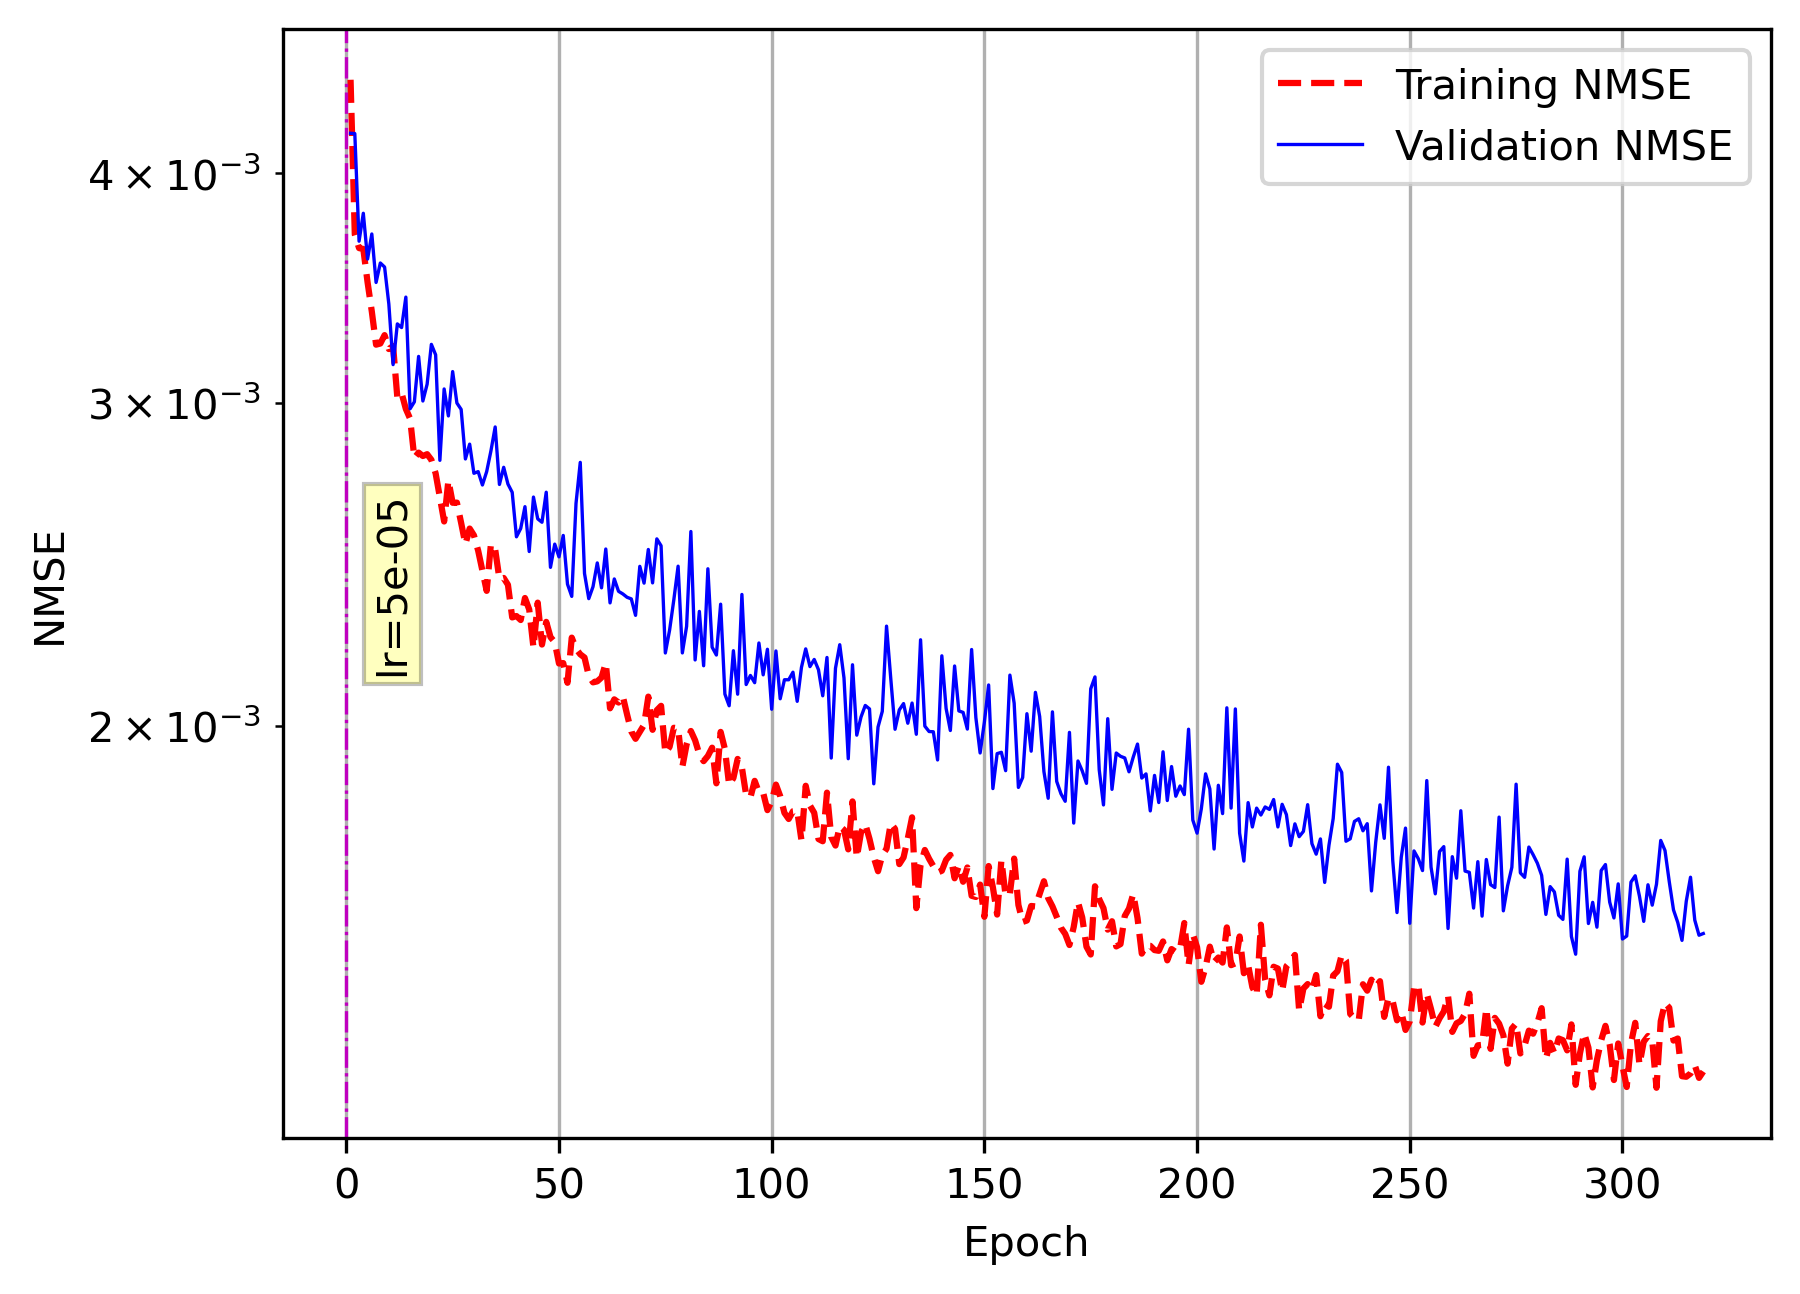 Training NMSE
Validation NMSE
4 × 10⁻³
3 × 10⁻³
2 × 10⁻³
NMSE
lr=5e-05
0 50 100 150 200 250 300
Epoch